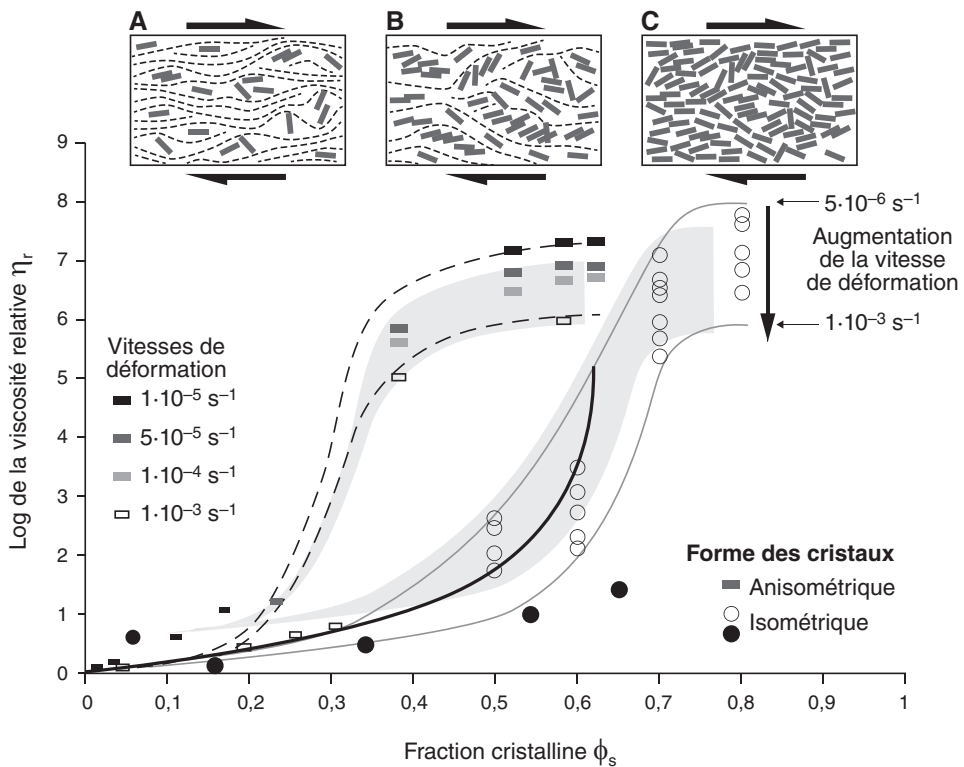 A
B
C
9
8
7
6
5
4
3
2
1
0
Log de la viscosité relative ηr
5·10–6 s–1
Augmentation
de la vitesse
de déformation
1·10–3 s–1
Vitesses de
déformation
1·10–5 s–1
5·10–5 s–1
1·10–4 s–1
1·10–3 s–1
Forme des cristaux
Anisométrique
Isométrique
0 0,1 0,2 0,3 0,4 0,5 0,6 0,7 0,8 0,9 1
Fraction cristalline ϕs